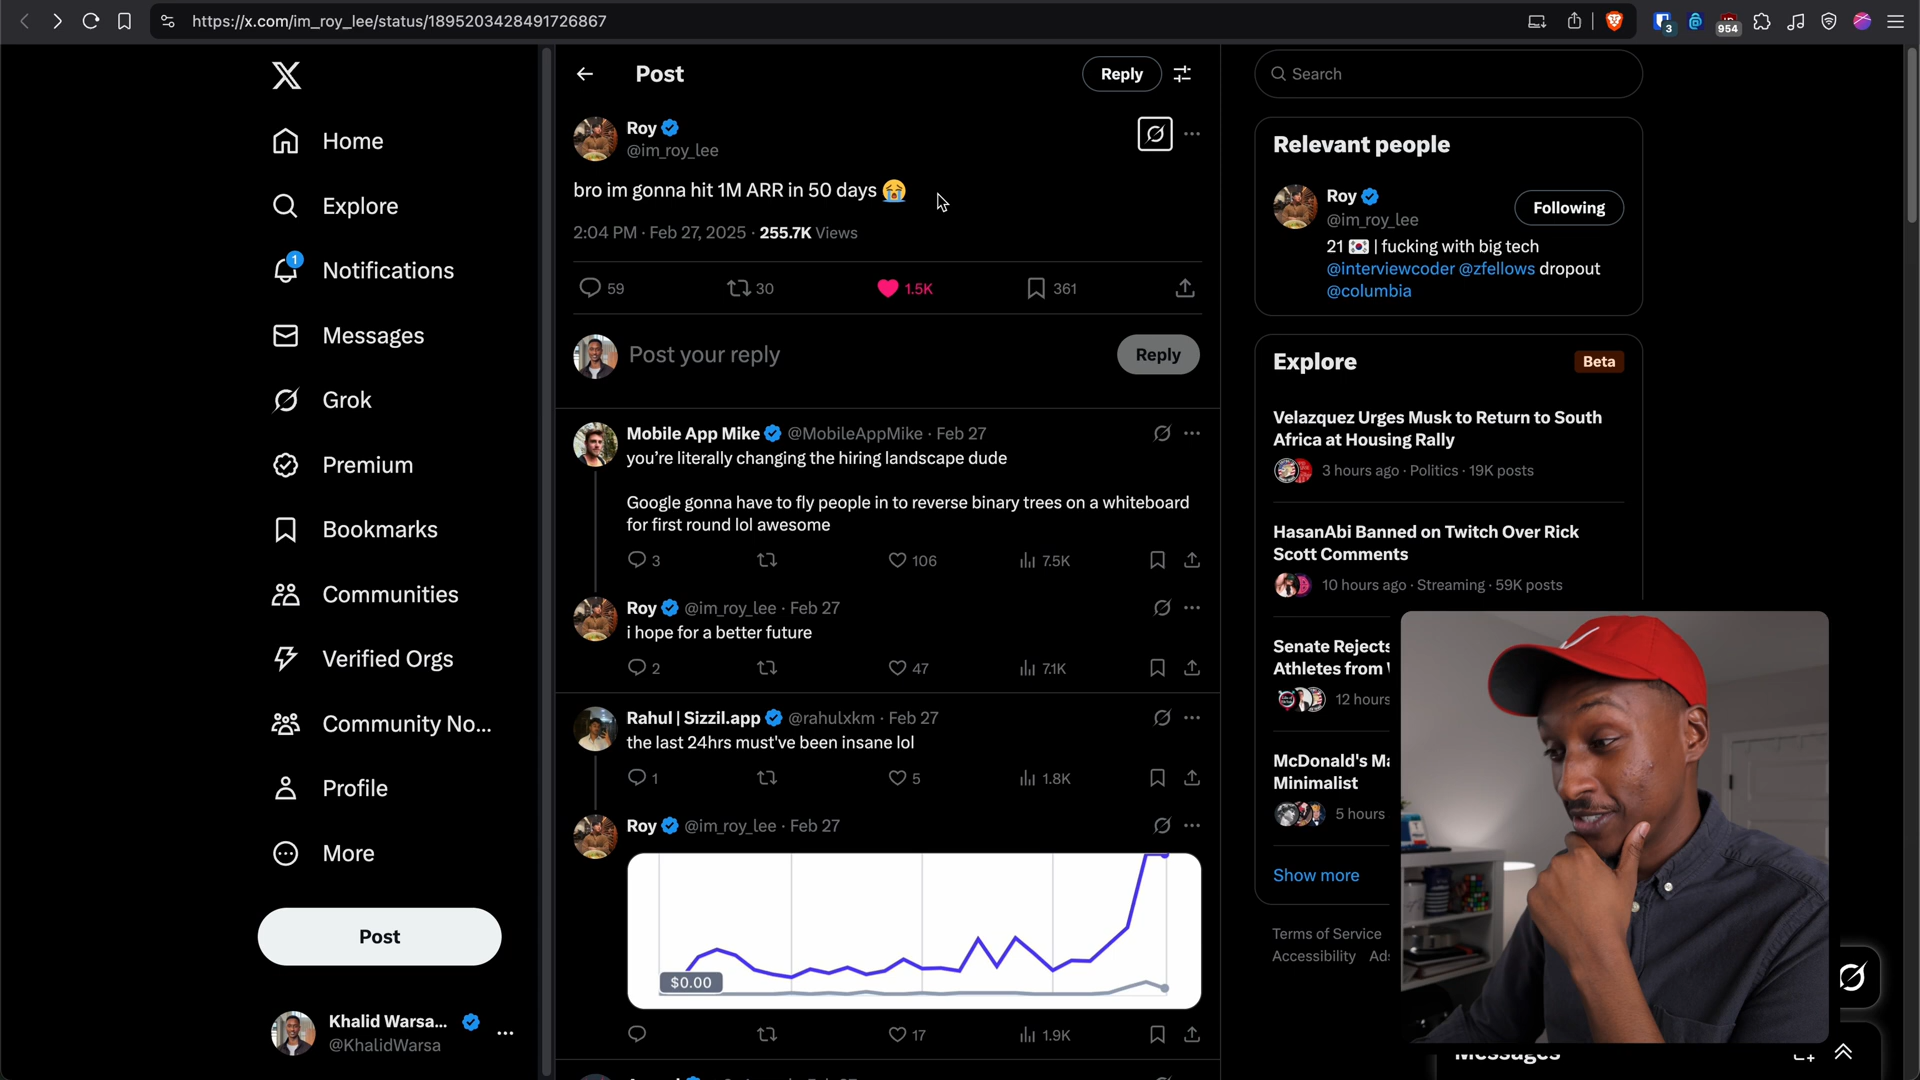 https://x.com/im_roy_lee/status/1895203428491726867
3
954
Home
Explore
1
Notifications
Messages
Grok
Premium
Bookmarks
Communities
Verified Orgs
Community No...
Profile
More
Post
Khalid Warsa...
@KhalidWarsa
Post
Reply
Roy
@im_roy_lee
bro im gonna hit 1M ARR in 50 days 😭
2:04 PM · Feb 27, 2025 · 255.7K Views
59
30
1.5K
361
Post your reply
Reply
Mobile App Mike @MobileAppMike · Feb 27
you’re literally changing the hiring landscape dude
Google gonna have to fly people in to reverse binary trees on a whiteboard
for first round lol awesome
3
106
7.5K
Roy @im_roy_lee · Feb 27
i hope for a better future
2
47
7.1K
Rahul | Sizzil.app @rahulxkm · Feb 27
the last 24hrs must've been insane lol
1
5
1.8K
Roy @im_roy_lee · Feb 27
$0.00
17
1.9K
Search
Relevant people
Roy
@im_roy_lee
Following
21 🇰🇷 | fucking with big tech
@interviewcoder @zfellows dropout
@columbia
Explore
Beta
Velazquez Urges Musk to Return to South
Africa at Housing Rally
3 hours ago · Politics · 19K posts
HasanAbi Banned on Twitch Over Rick
Scott Comments
10 hours ago · Streaming · 59K posts
Senate Rejects
Athletes from
12 hours
McDonald's
Minimalist
5 hours
Show more
Terms of Service
Accessibility
Messages